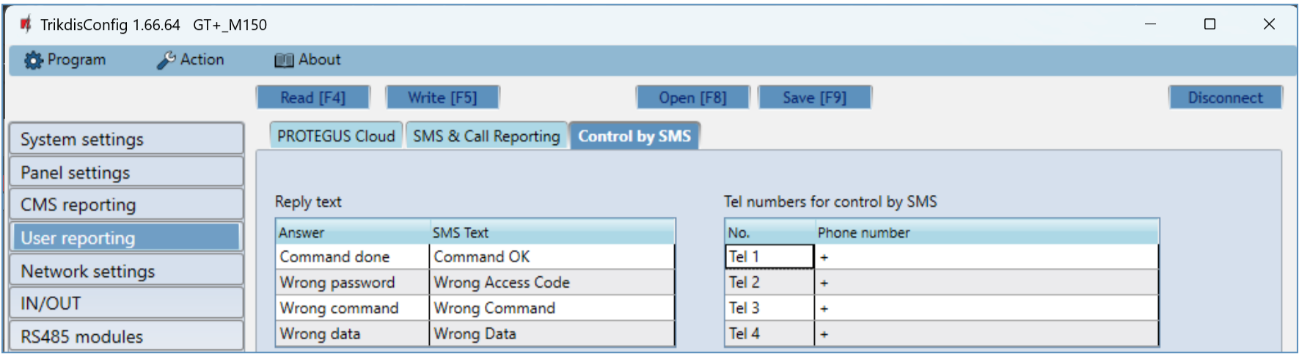 TrikdisConfig 1.66.64 GT+_M150
Program Action About
Read [F4] Write [F5] Open [F8] Save [F9] Disconnect
System settings
Panel settings
CMS reporting
User reporting
Network settings
IN/OUT
RS485 modules
PROTEGUS Cloud SMS & Call Reporting Control by SMS
Reply text
Answer SMS Text
Command done Command OK
Wrong password Wrong Access Code
Wrong command Wrong Command
Wrong data Wrong Data
Tel numbers for control by SMS
No. Phone number
Tel 1 +
Tel 2 +
Tel 3 +
Tel 4 +